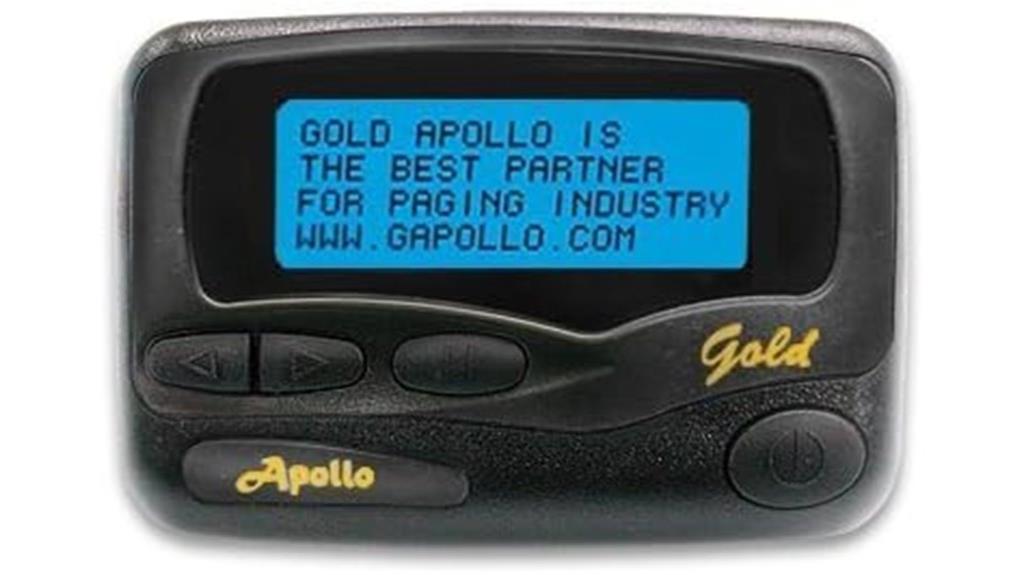 GOLD APOLLO IS
THE BEST PARTNER
FOR PAGING INDUSTRY
WWW.GAPOLLO.COM
Gold
Apollo